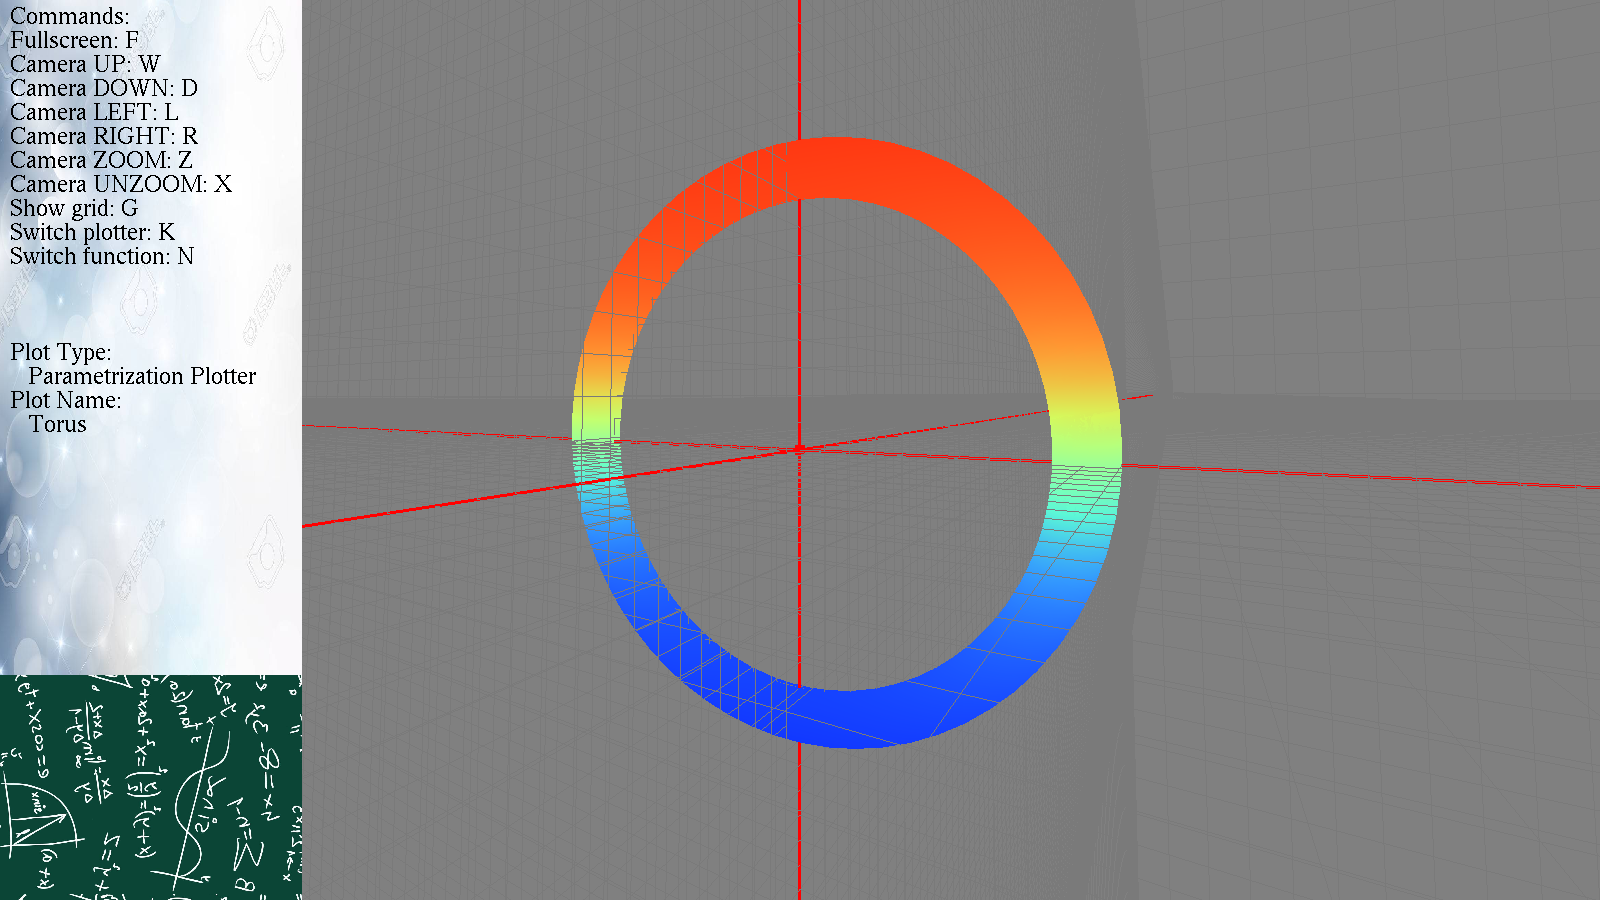 Commands:
Fullscreen: F
Camera UP: W
Camera DOWN: D
Camera LEFT: L
Camera RIGHT: R
Camera ZOOM: Z
Camera UNZOOM: X
Show grid: G
Switch plotter: K
Switch function: N
Plot Type:
Parametrization Plotter
Plot Name:
Torus